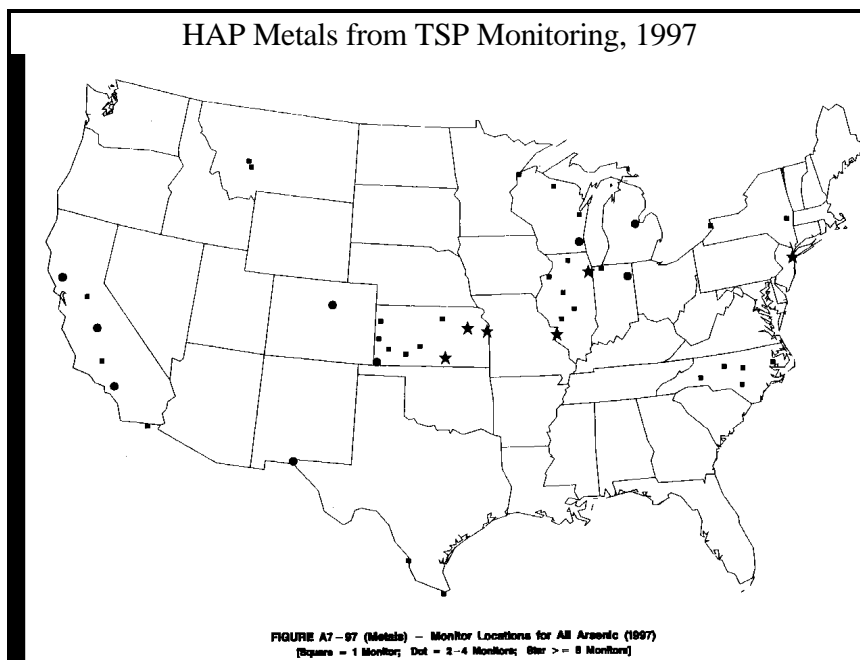 HAP Metals from TSP Monitoring, 1997
FIGURE A7-97 (Metals) - Monitor Locations for All Arsenic (1997)
[Square = 1 Monitor; Dot = 2-4 Monitors; Star >= 5 Monitors]